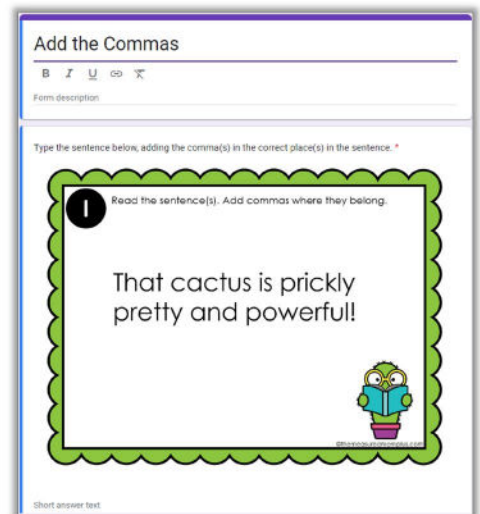 Add the Commas
B I U
Form description
Type the sentence below, adding the comma(s) in the correct place(s) in the sentence. *
1
Read the sentence(s). Add commas where they belong.
That cactus is prickly
pretty and powerful!
Short answer text